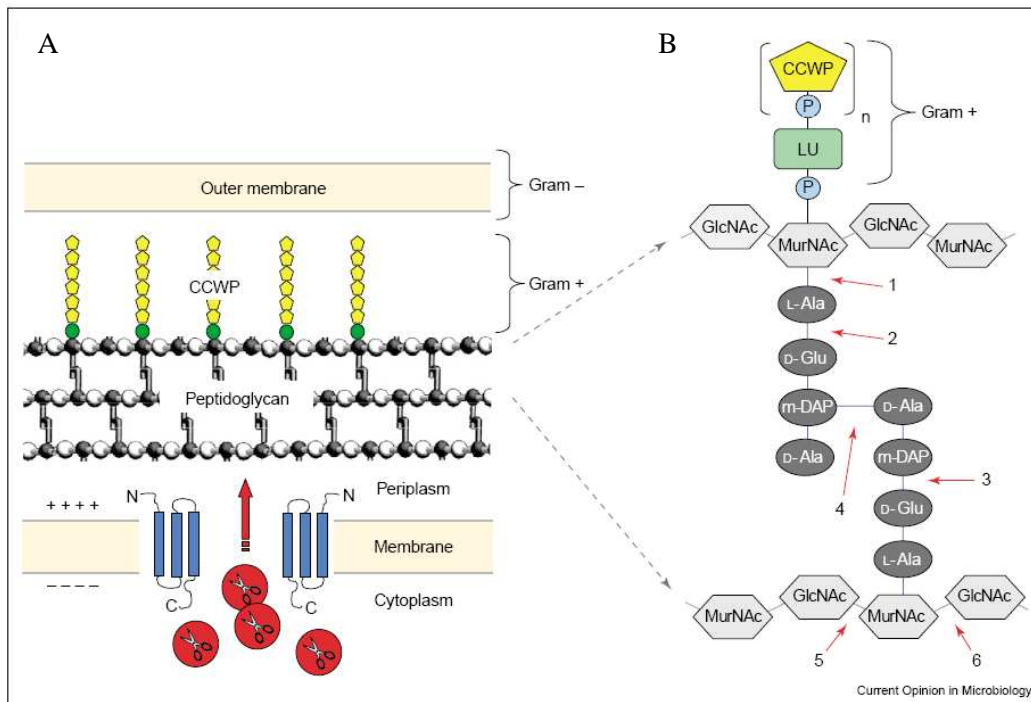 A
Outer membrane
Gram –
CCWP
Gram +
Peptidoglycan
N
N
Periplasm
+ + + +
Membrane
– – – –
C
C
Cytoplasm
B
CCWP
P
n
Gram +
LU
P
GlcNAc
MurNAc
GlcNAc
MurNAc
1
L-Ala
2
D-Glu
m-DAP
D-Ala
D-Ala
m-DAP
3
4
D-Glu
L-Ala
MurNAc
GlcNAc
MurNAc
GlcNAc
5
6
Current Opinion in Microbiology